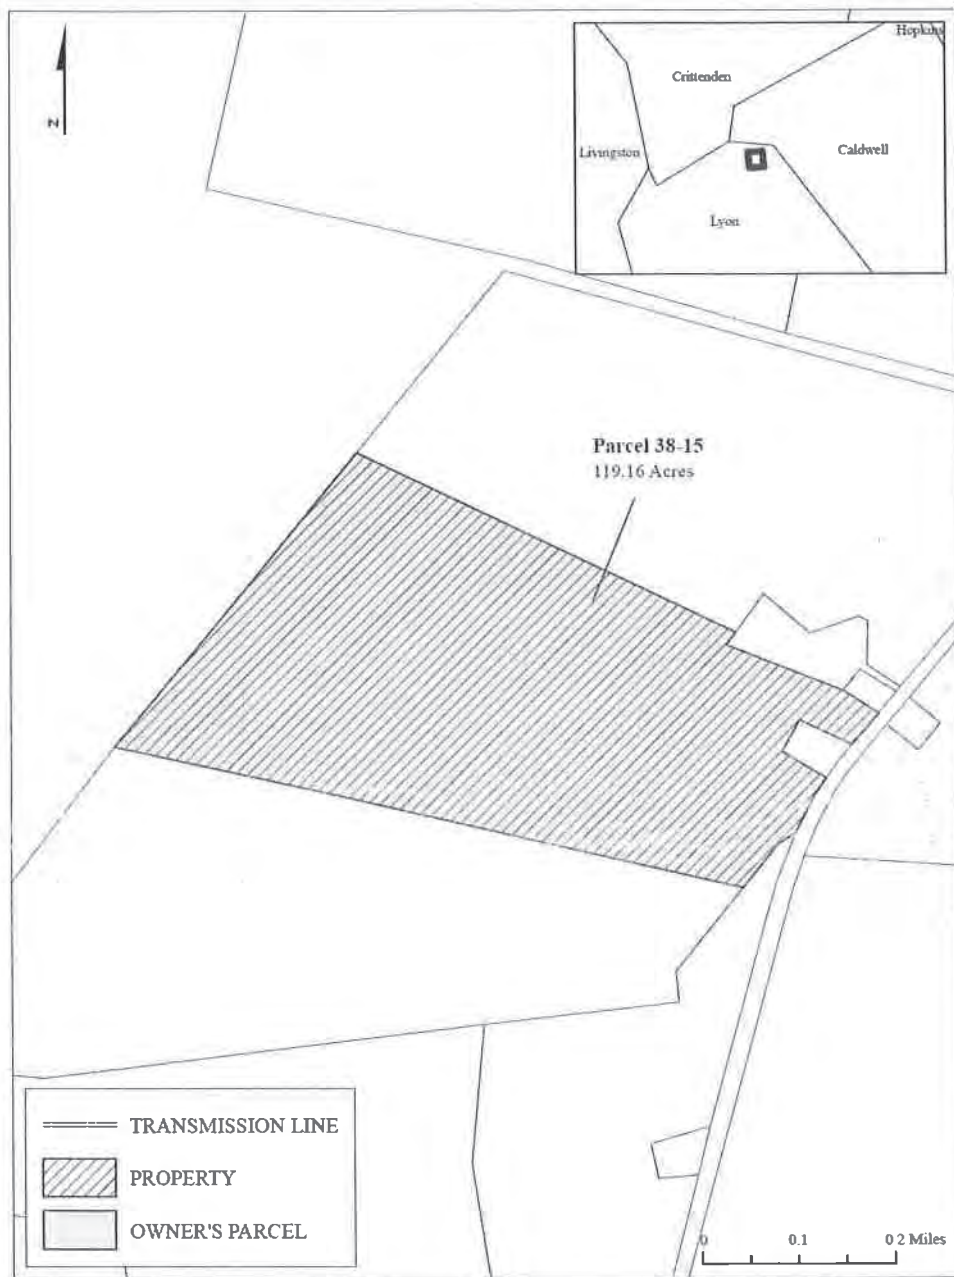 N
Hopkins
Crittenden
Livingston
Caldwell
Lyon
Parcel 38-15
119.16 Acres
TRANSMISSION LINE
PROPERTY
OWNER'S PARCEL
0 0.1 0 2 Miles